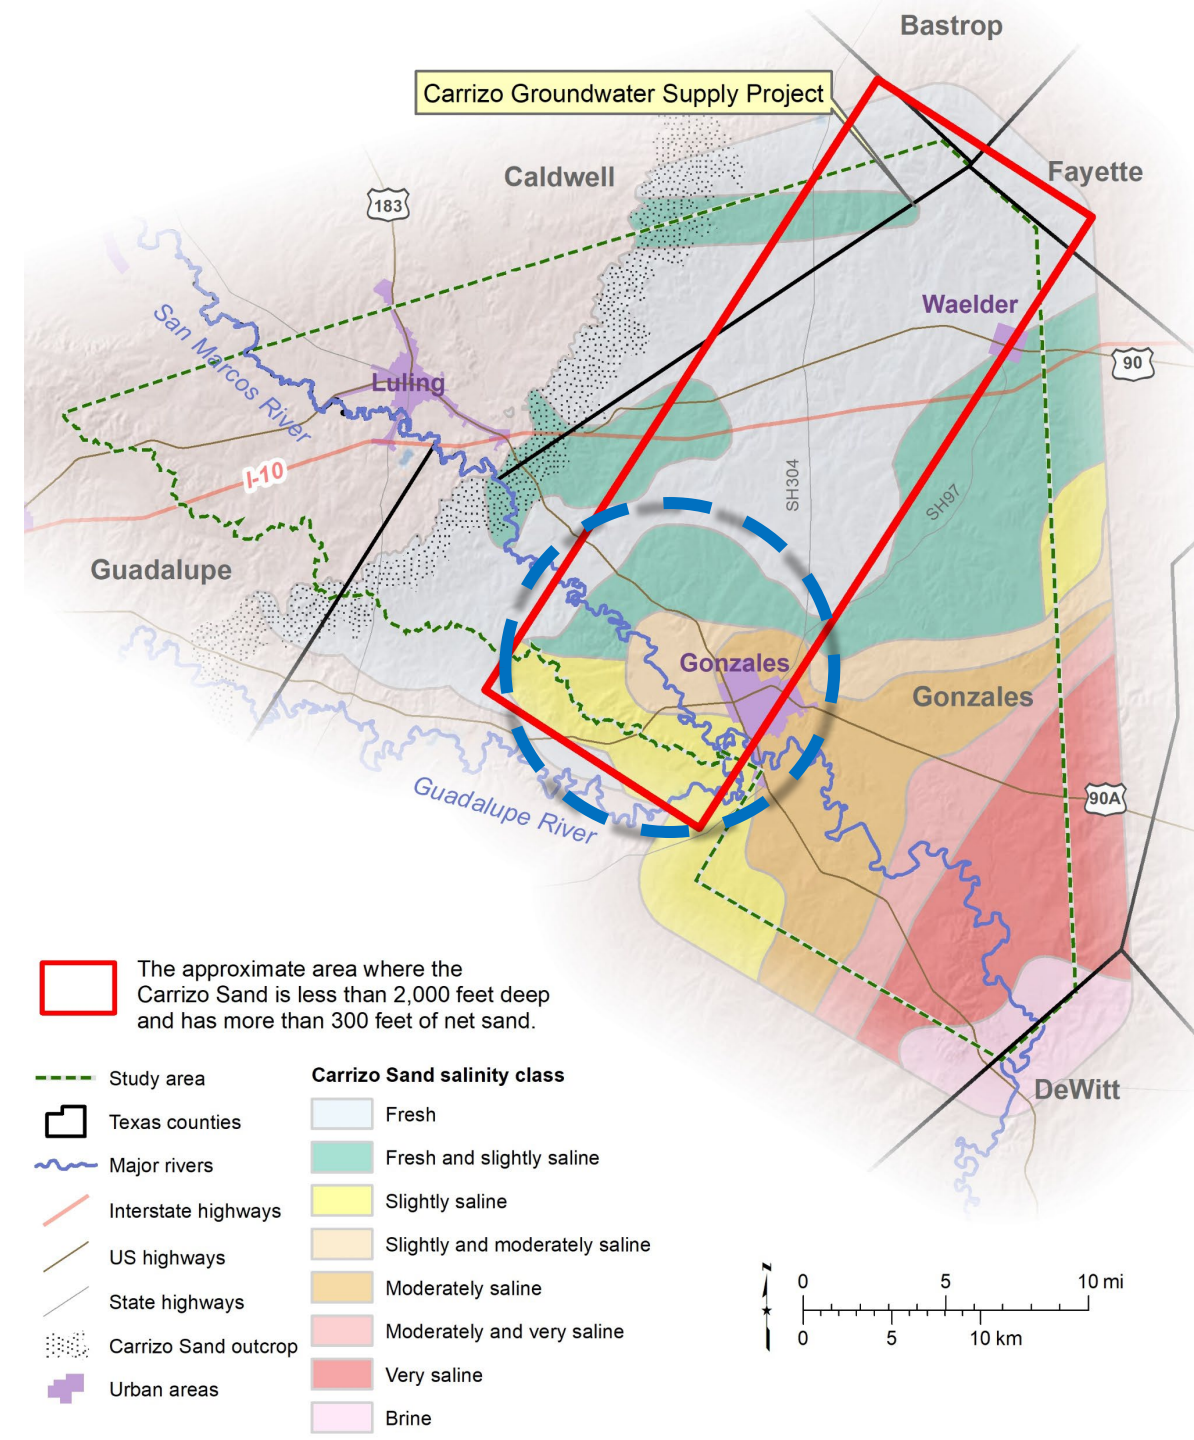 Bastrop
Carrizo Groundwater Supply Project
Caldwell
Fayette
183
Waelder
San Marcos River
Luling
90
I-10
SH304
SH97
Guadalupe
Gonzales
Gonzales
Guadalupe River
90A
DeWitt
The approximate area where the
Carrizo Sand is less than 2,000 feet deep
and has more than 300 feet of net sand.
Study area
Texas counties
Major rivers
Interstate highways
US highways
State highways
Carrizo Sand outcrop
Urban areas
Carrizo Sand salinity class
Fresh
Fresh and slightly saline
Slightly saline
Slightly and moderately saline
Moderately saline
Moderately and very saline
Very saline
Brine
N
0 5 10 mi
0 5 10 km